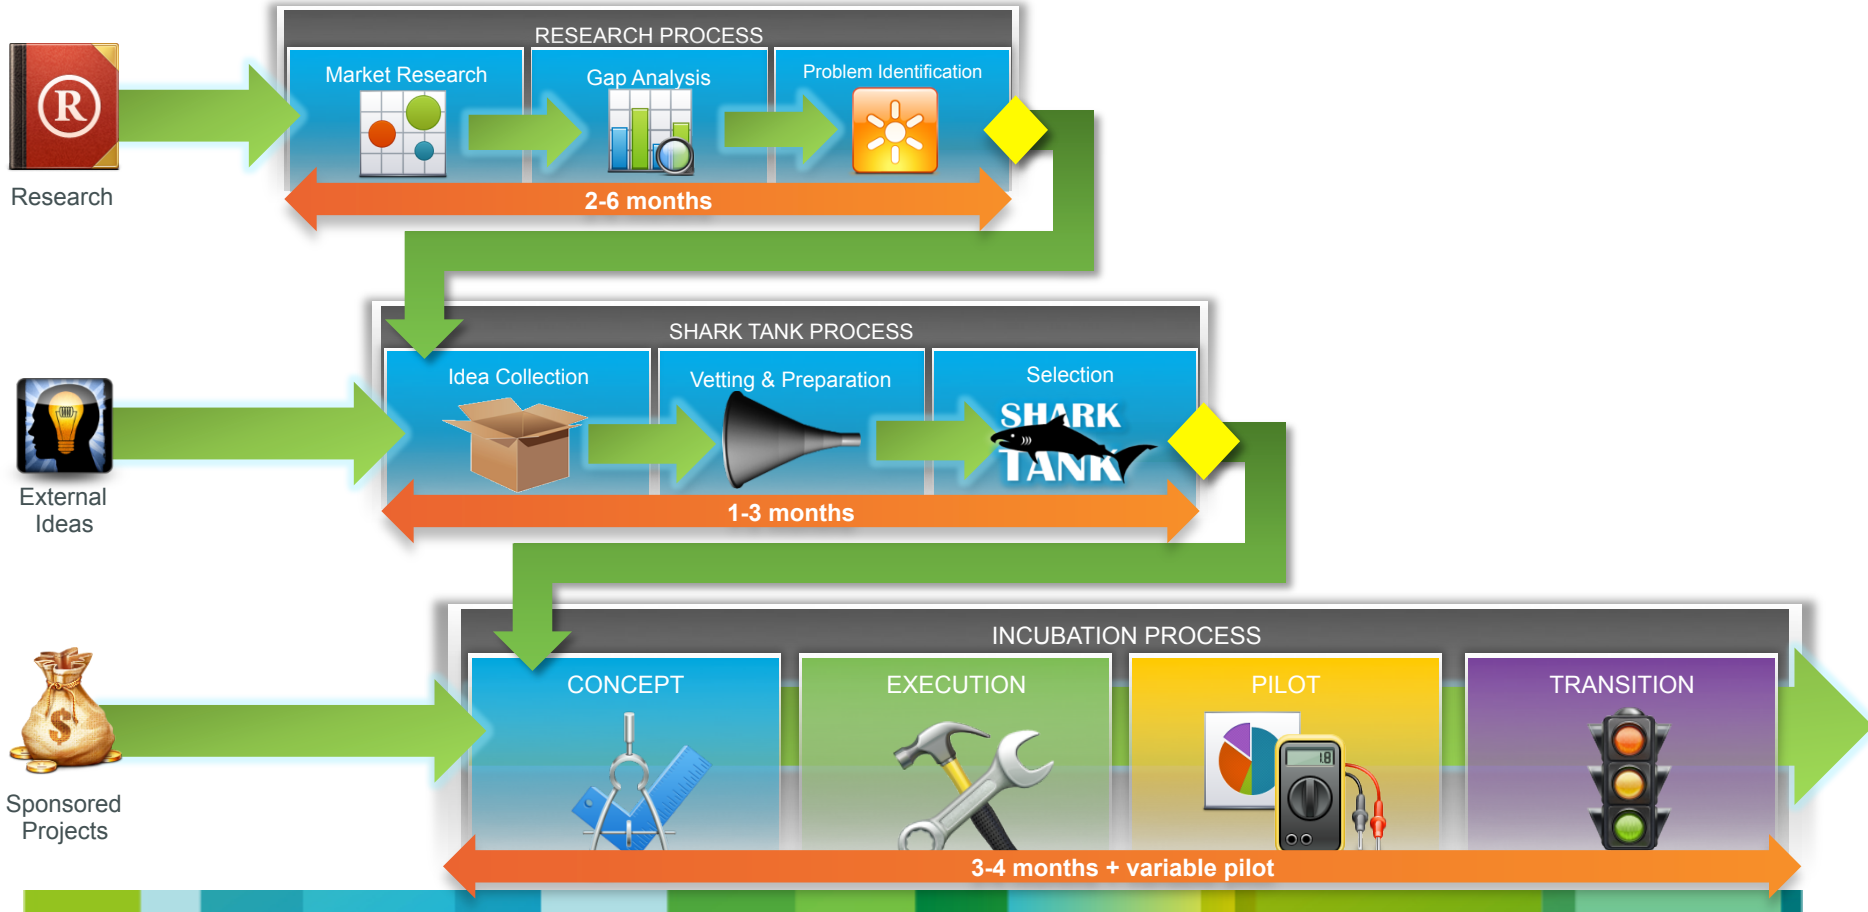 RESEARCH PROCESS
Market Research
Gap Analysis
Problem Identification
R
Research
2-6 months
SHARK TANK PROCESS
Idea Collection
Vetting & Preparation
Selection
SHARK
TANK
External
Ideas
1-3 months
INCUBATION PROCESS
CONCEPT
EXECUTION
PILOT
TRANSITION
$
1.8
Sponsored
Projects
3-4 months + variable pilot